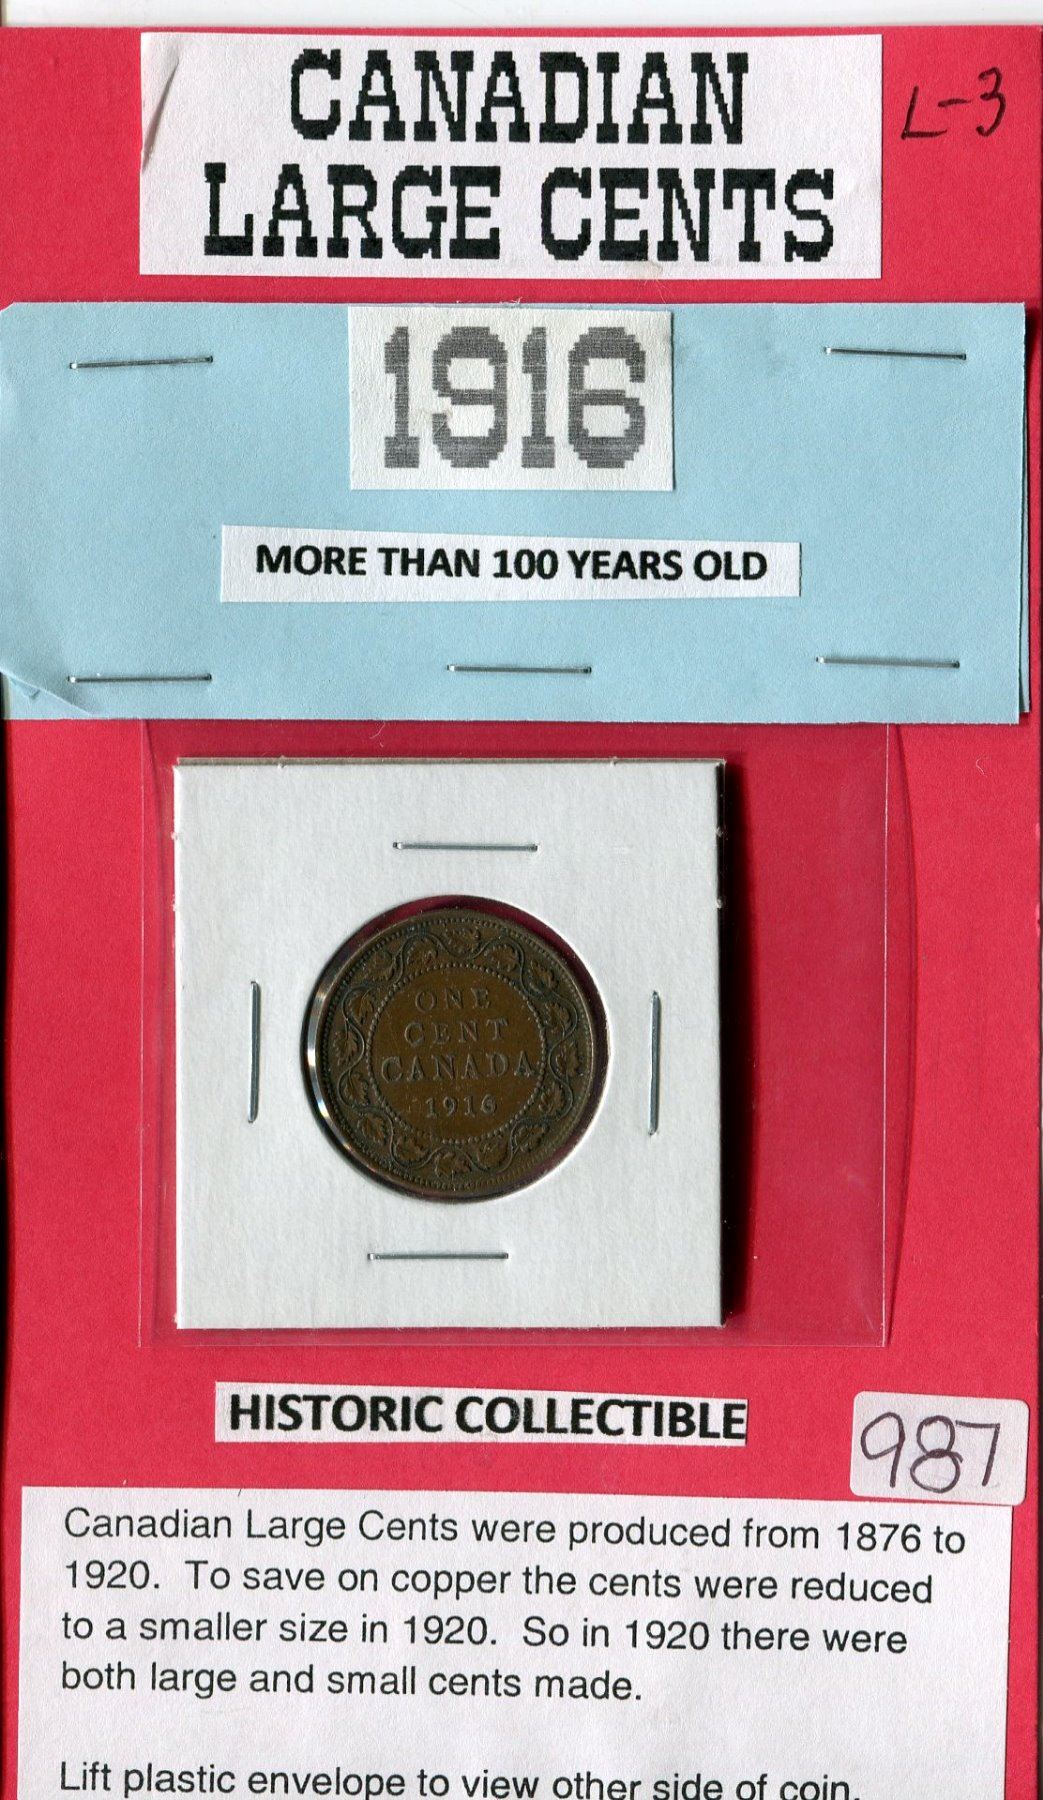 CANADIAN
LARGE CENTS
L-3
1916
MORE THAN 100 YEARS OLD
ONE
CENT
CANADA
1916
HISTORIC COLLECTIBLE
987
Canadian Large Cents were produced from 1876 to
1920. To save on copper the cents were reduced
to a smaller size in 1920. So in 1920 there were
both large and small cents made.
Lift plastic envelope to view other side of coin.